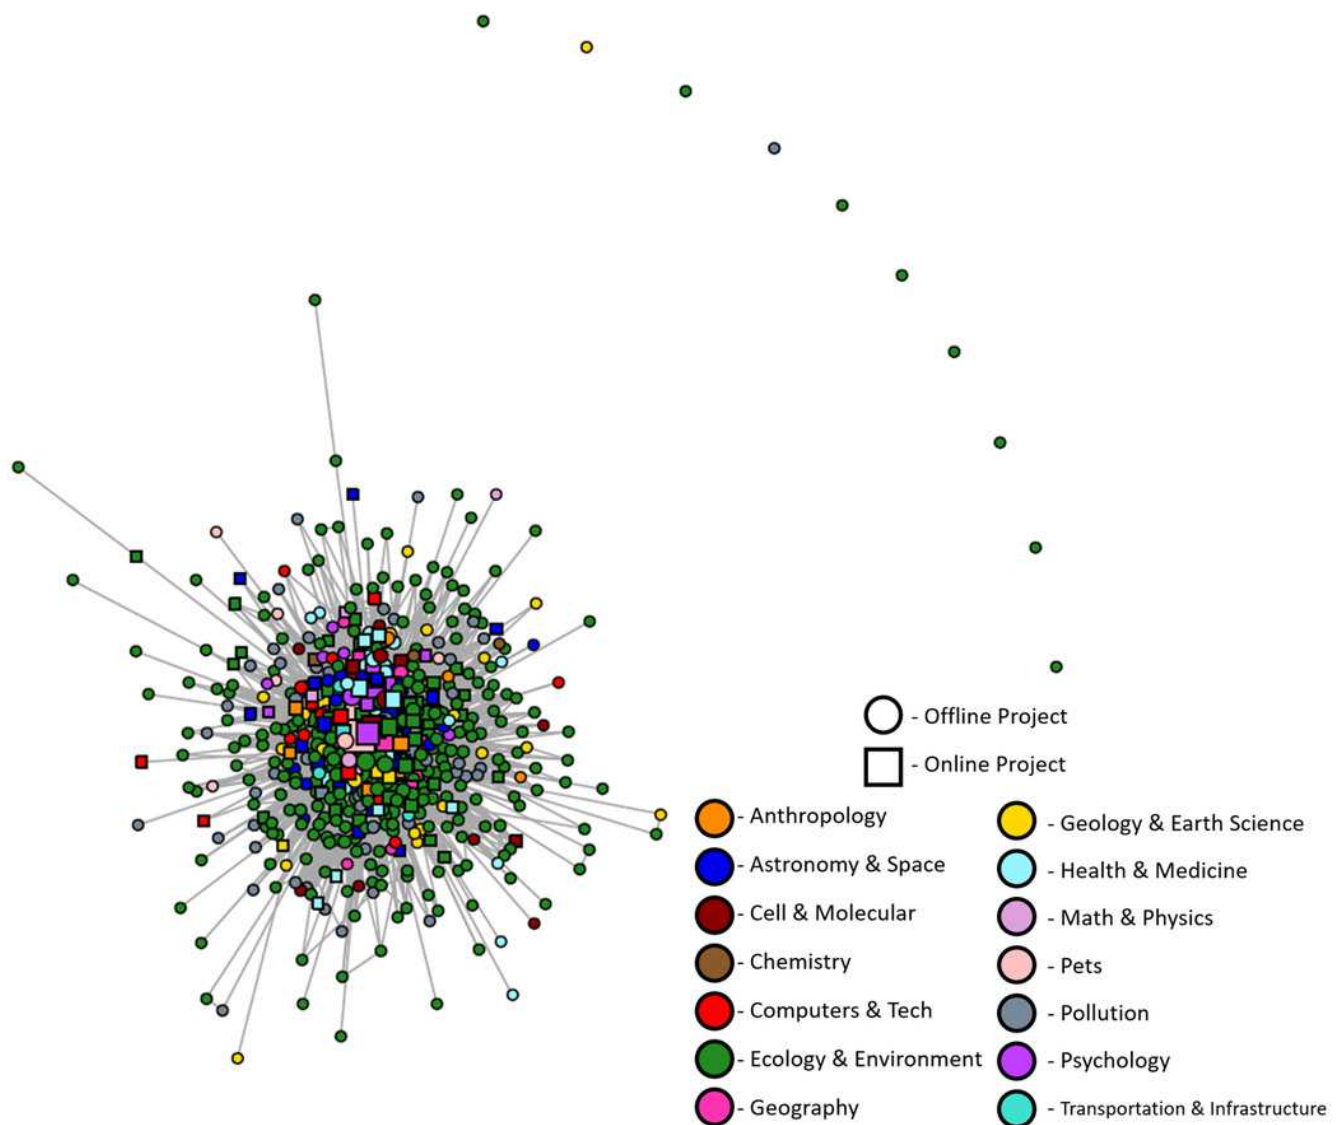 - Offline Project
- Online Project
- Anthropology
- Astronomy & Space
- Cell & Molecular
- Chemistry
- Computers & Tech
- Ecology & Environment
- Geography
- Geology & Earth Science
- Health & Medicine
- Math & Physics
- Pets
- Pollution
- Psychology
- Transportation & Infrastructure